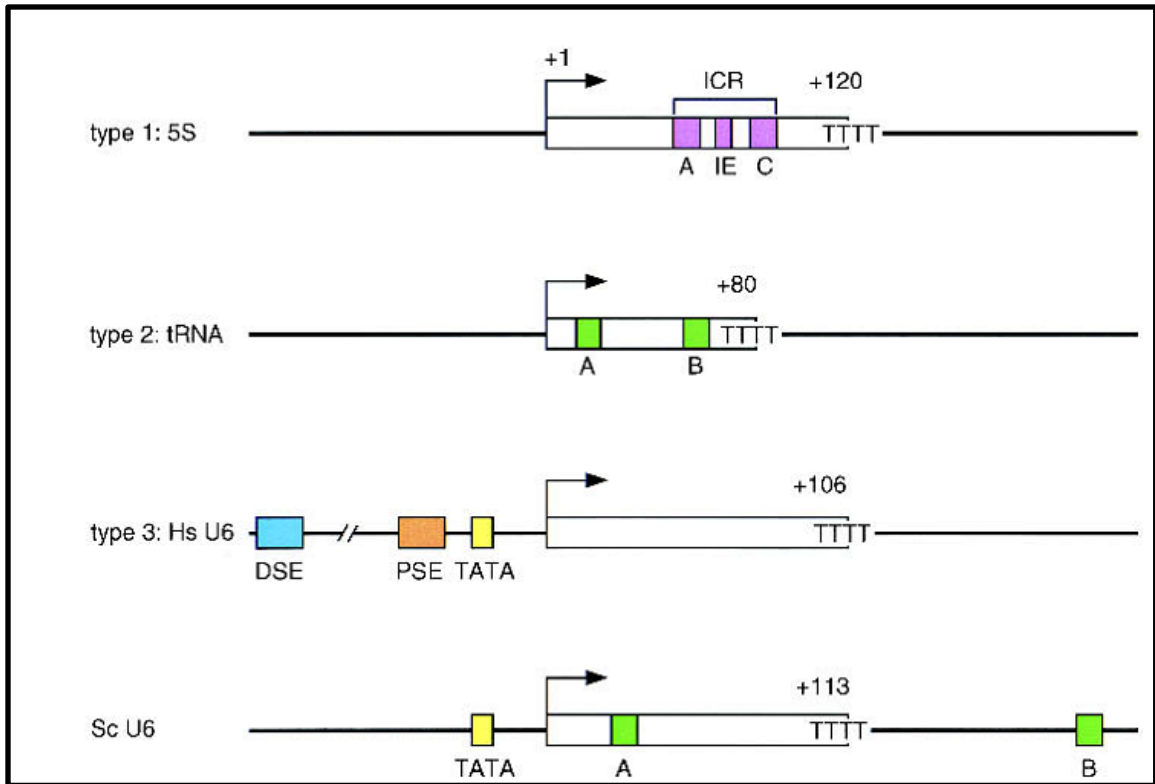 +1
ICR
+120
type 1: 5S
TTTT
A IE C
+80
type 2: tRNA
TTTT
A B
+106
type 3: Hs U6
TTTT
DSE PSE TATA
+113
Sc U6
TTTT
TATA A B